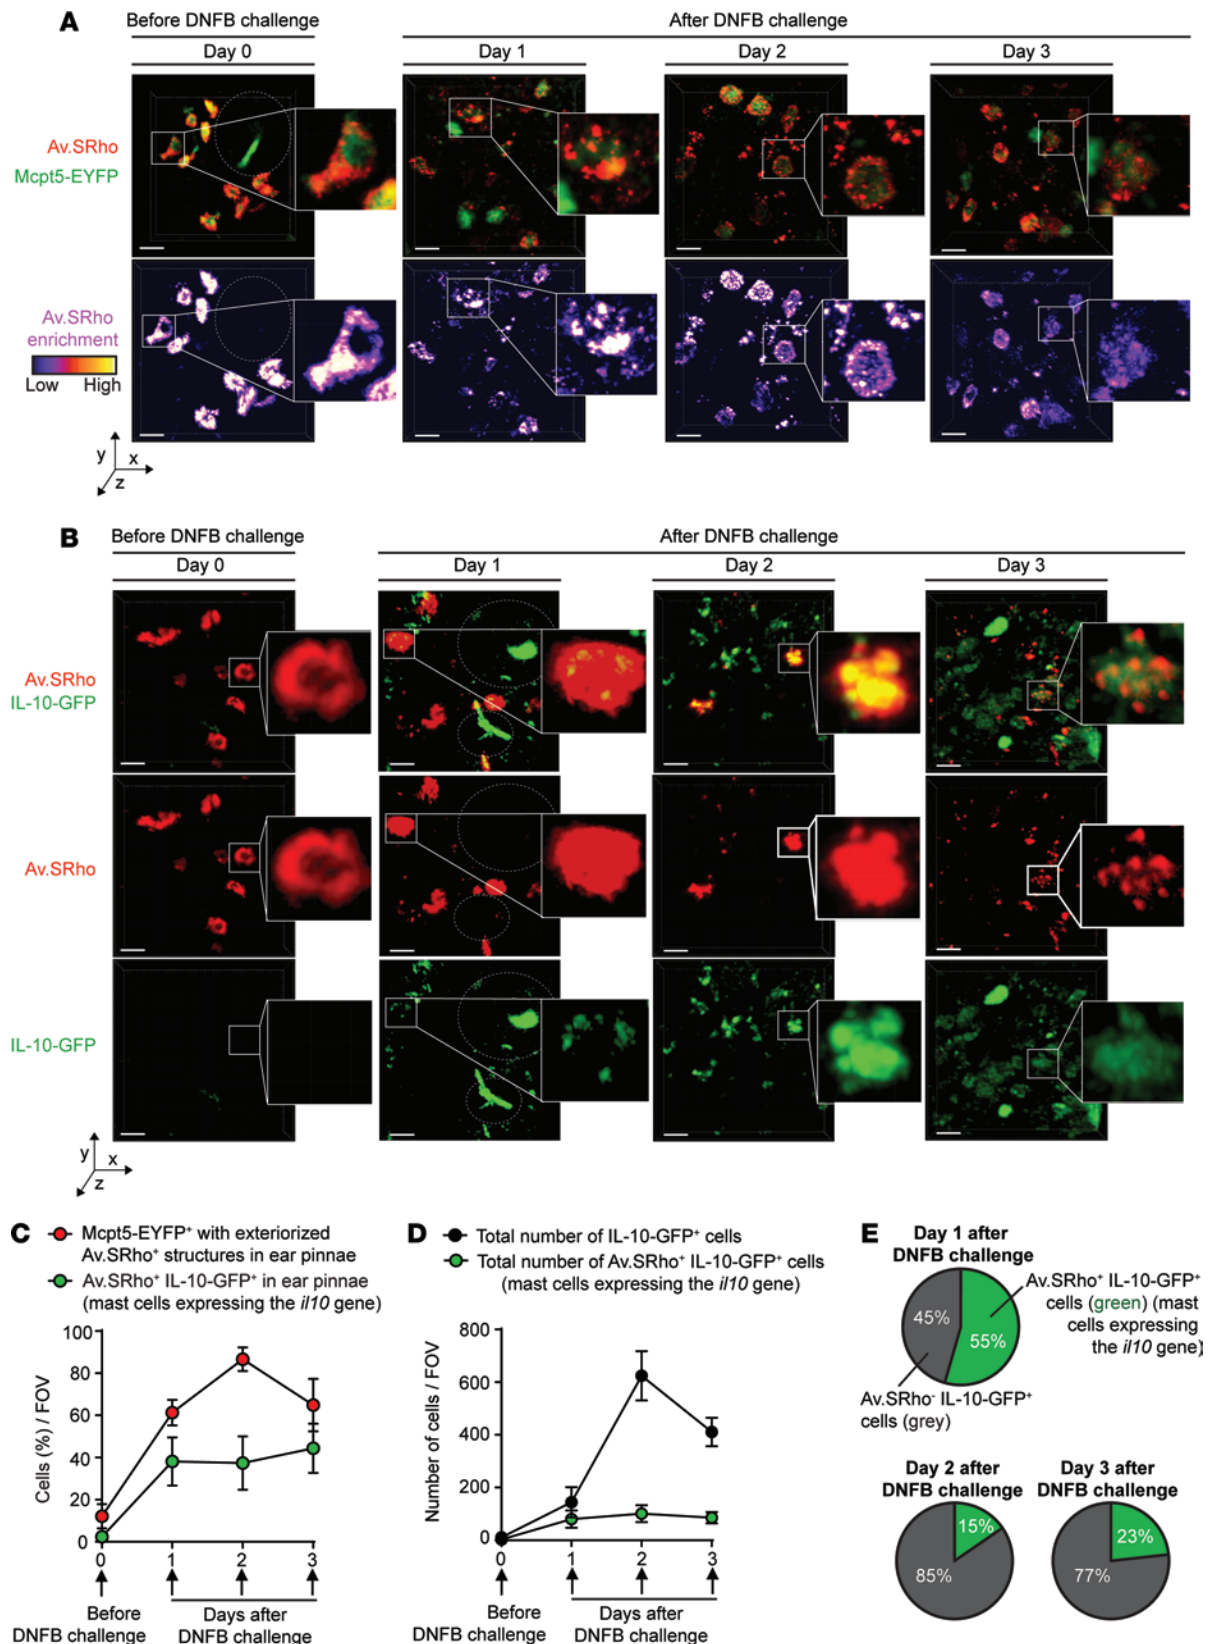 A
Before DNFB challenge
After DNFB challenge
Day 0
Day 1
Day 2
Day 3
Av.SRho
Mcpt5-EYFP
Av.SRho
enrichment
Low
High
y
x
z
B
Before DNFB challenge
After DNFB challenge
Day 0
Day 1
Day 2
Day 3
Av.SRho
IL-10-GFP
Av.SRho
IL-10-GFP
y
x
z
C
Mcpt5-EYFP⁺ with exteriorized
Av.SRho⁺ structures in ear pinnae
Av.SRho⁺ IL-10-GFP⁺ in ear pinnae
(mast cells expressing the il10 gene)
Cells (%) / FOV
100
80
60
40
20
0
0
1
2
3
Before
DNFB challenge
Days after
DNFB challenge
D
Total number of IL-10-GFP⁺ cells
Total number of Av.SRho⁺ IL-10-GFP⁺ cells
(mast cells expressing the il10 gene)
Number of cells / FOV
800
600
400
200
0
0
1
2
3
Before
DNFB challenge
Days after
DNFB challenge
E
Day 1 after
DNFB challenge
45%
55%
Av.SRho⁺ IL-10-GFP⁺
cells (green) (mast
cells expressing
the il10 gene)
Av.SRho⁻ IL-10-GFP⁺
cells (grey)
Day 2 after
DNFB challenge
15%
85%
Day 3 after
DNFB challenge
23%
77%